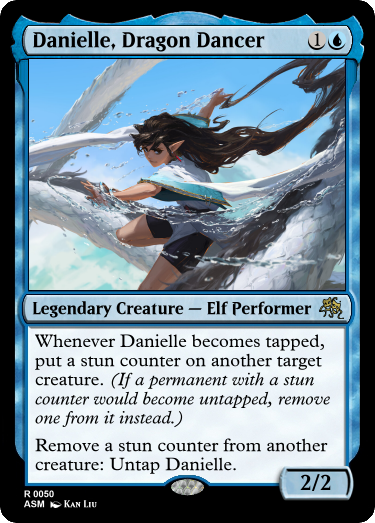 Danielle, Dragon Dancer 1
Legendary Creature — Elf Performer
Whenever Danielle becomes tapped,
put a stun counter on another target
creature. (If a permanent with a stun
counter would become untapped, remove
one from it instead.)
Remove a stun counter from another
creature: Untap Danielle.
2/2
R 0050
ASM Kan Liu